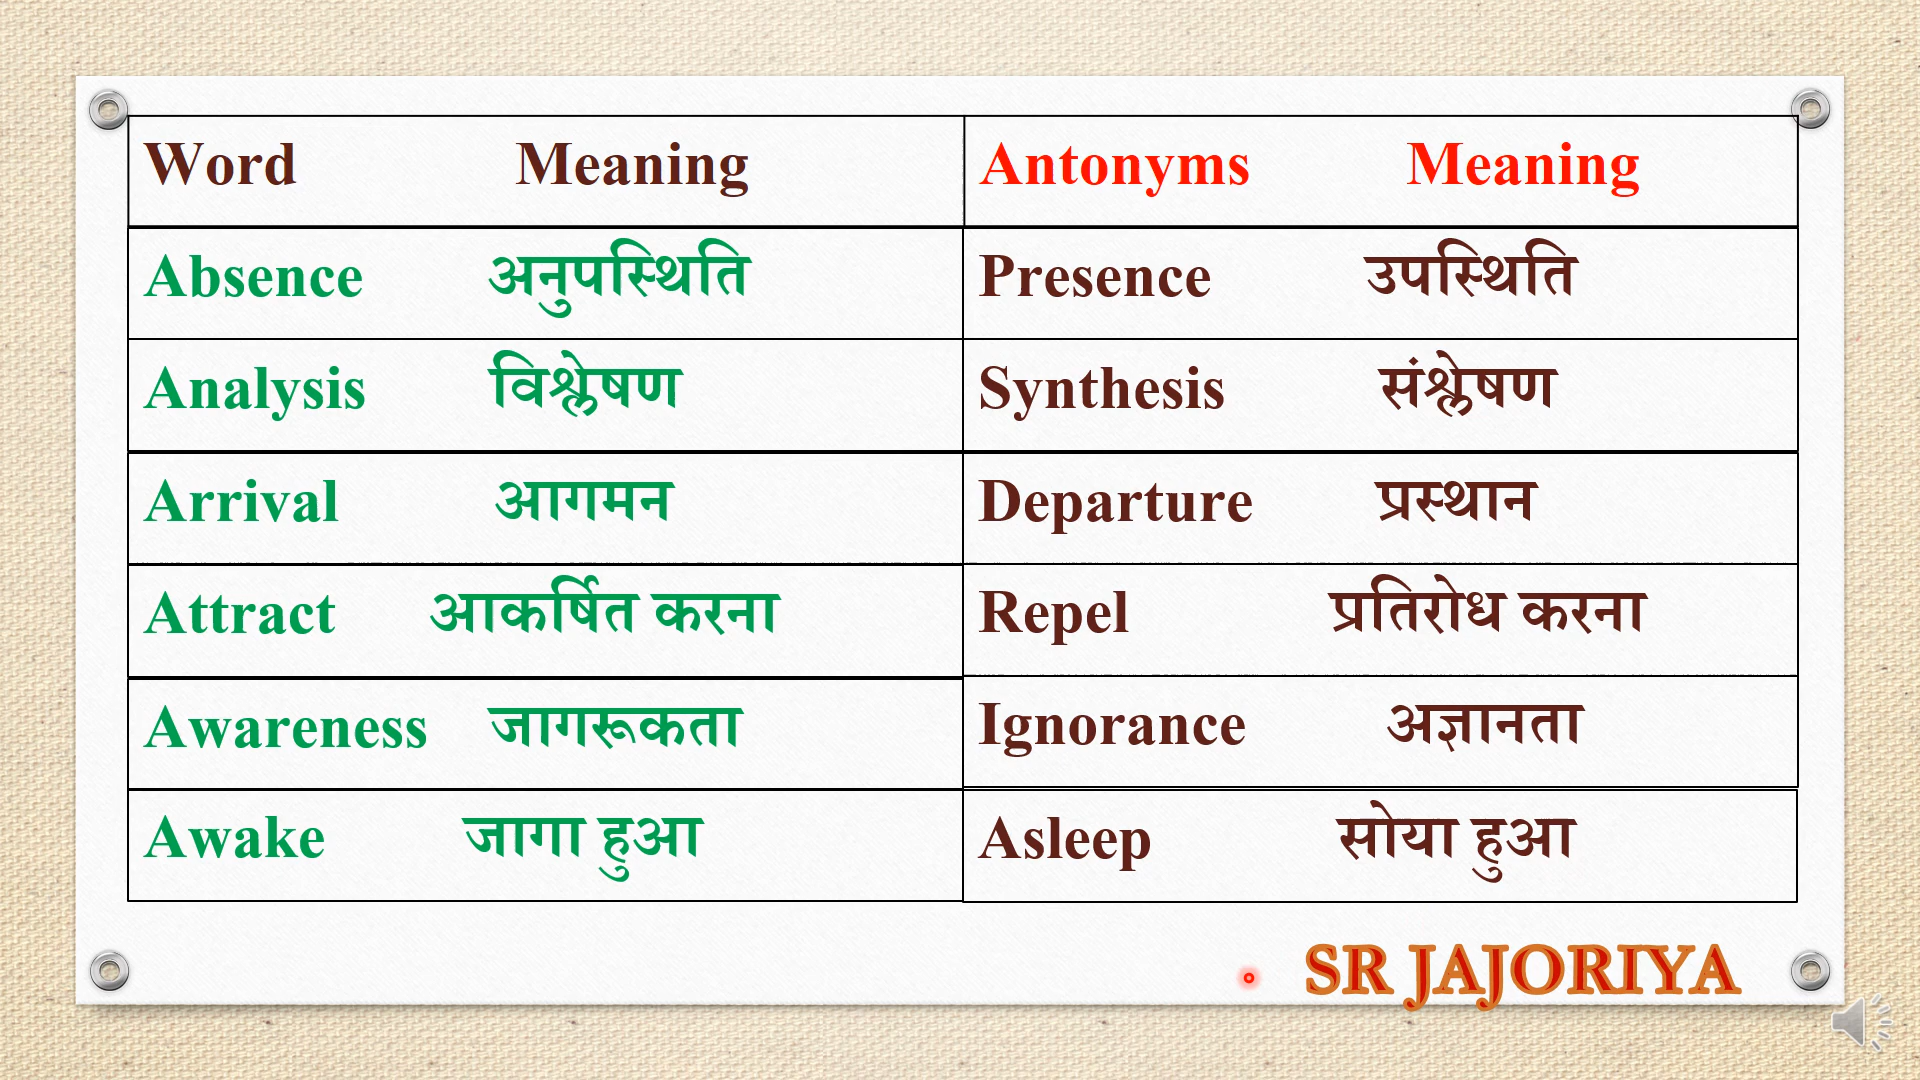 Word Meaning Antonyms Meaning
Absence अनुपस्थिति Presence उपस्थिति
Analysis विश्लेषण Synthesis संश्लेषण
Arrival आगमन Departure प्रस्थान
Attract आकर्षित करना Repel प्रतिरोध करना
Awareness जागरूकता Ignorance अज्ञानता
Awake जागा हुआ Asleep सोया हुआ
SR JAJORIYA